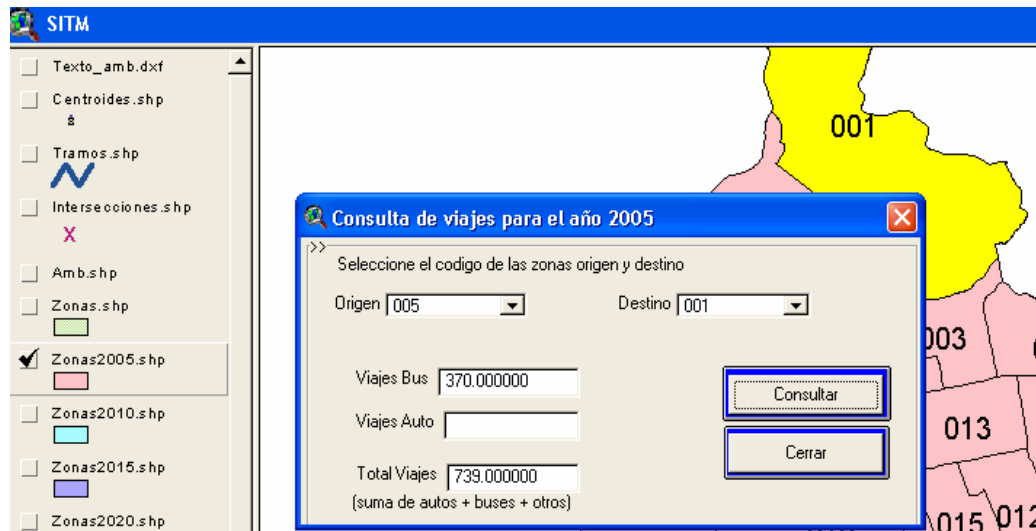 SITM
Texto_amb.dxf
Centroides.shp
Tramos.shp
Intersecciones.shp
Amb.shp
Zonas.shp
Zonas2005.shp
Zonas2010.shp
Zonas2015.shp
Zonas2020.shp
001
Consulta de viajes para el año 2005
>>
Seleccione el codigo de las zonas origen y destino
Origen 005 Destino 001
Viajes Bus 370.000000
Viajes Auto
Total Viajes 739.000000
(suma de autos + buses + otros)
Consultar
Cerrar
003
013
015